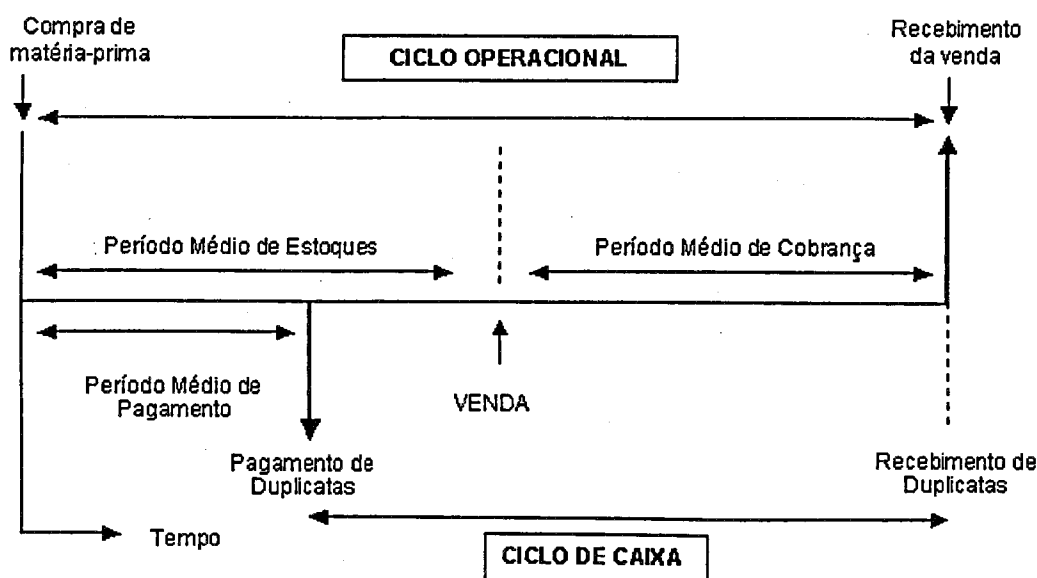 Compra de
matéria-prima
CICLO OPERACIONAL
Recebimento
da venda
Período Médio de Estoques
Período Médio de Cobrança
Período Médio de
Pagamento
VENDA
Pagamento de
Duplicatas
Recebimento de
Duplicatas
Tempo
CICLO DE CAIXA